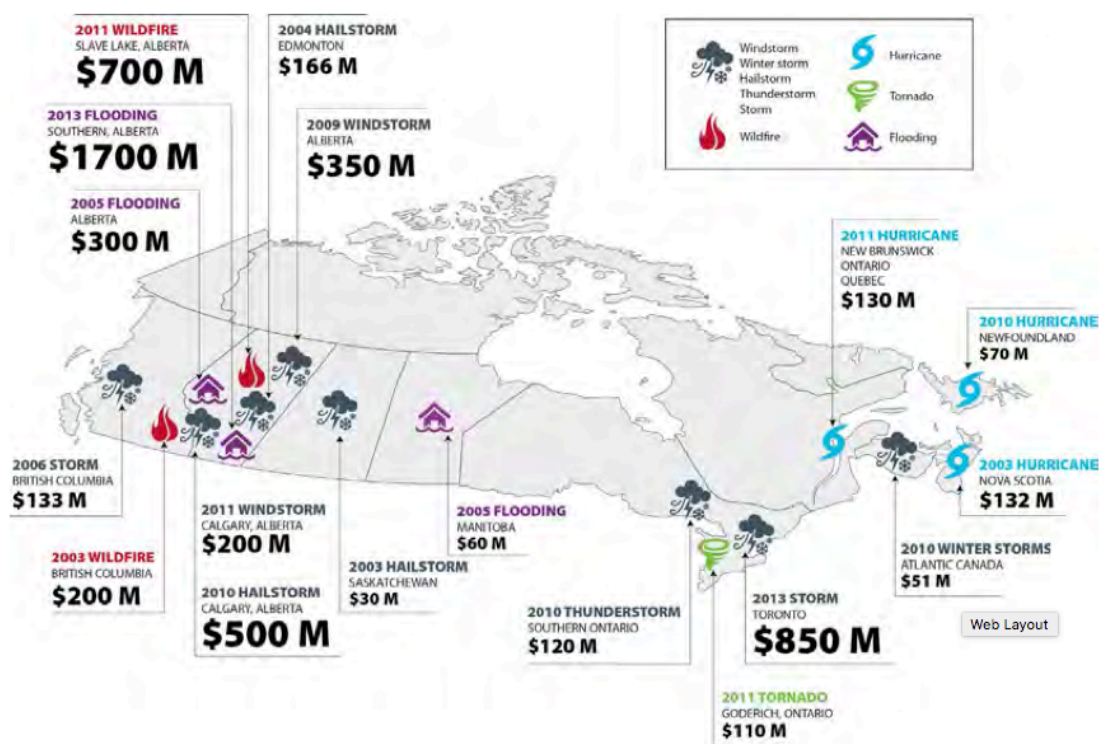 2011 WILDFIRE
SLAVE LAKE, ALBERTA
$700 M
2004 HAILSTORM
EDMONTON
$166 M
2013 FLOODING
SOUTHERN, ALBERTA
$1700 M
2009 WINDSTORM
ALBERTA
$350 M
2005 FLOODING
ALBERTA
$300 M
Windstorm
Winter storm
Hailstorm
Thunderstorm
Storm
Wildfire
Hurricane
Tornado
Flooding
2011 HURRICANE
NEW BRUNSWICK
ONTARIO
QUEBEC
$130 M
2010 HURRICANE
NEWFOUNDLAND
$70 M
2006 STORM
BRITISH COLUMBIA
$133 M
2003 WILDFIRE
BRITISH COLUMBIA
$200 M
2011 WINDSTORM
CALGARY, ALBERTA
$200 M
2010 HAILSTORM
CALGARY, ALBERTA
$500 M
2003 HAILSTORM
SASKATCHEWAN
$30 M
2005 FLOODING
MANITOBA
$60 M
2010 THUNDERSTORM
SOUTHERN ONTARIO
$120 M
2013 STORM
TORONTO
$850 M
2011 TORNADO
GODERICH, ONTARIO
$110 M
2003 HURRICANE
NOVA SCOTIA
$132 M
2010 WINTER STORMS
ATLANTIC CANADA
$51 M
Web Layout